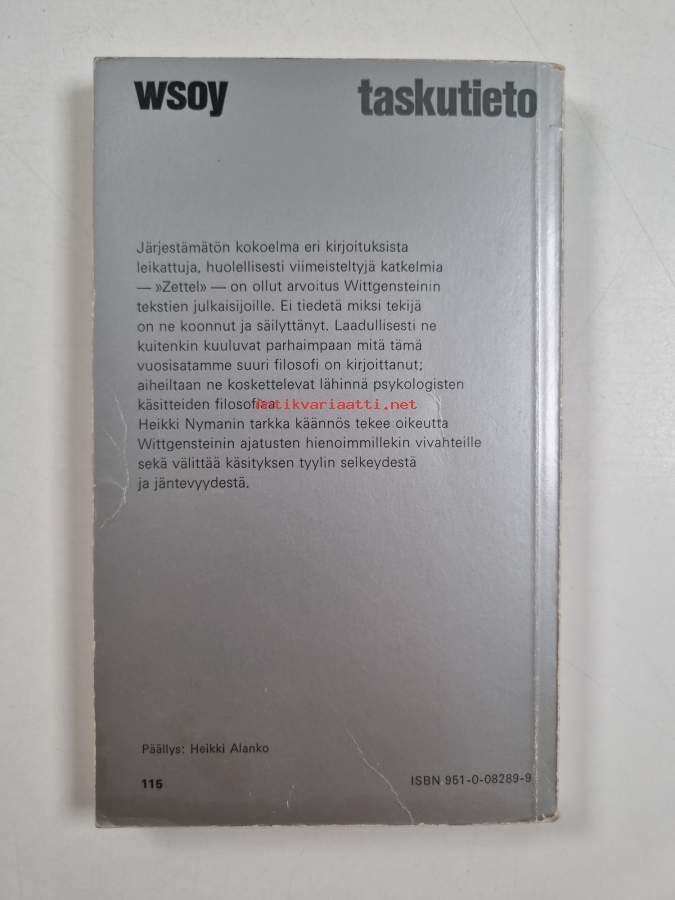 wsoy taskutieto
Järjestämätön kokoelma eri kirjoituksista
leikattuja, huolellisesti viimeisteltyjä katkelmia
— »Zettel» — on ollut arvoitus Wittgensteinin
tekstien julkaisijoille. Ei tiedetä miksi tekijä
on ne koonnut ja säilyttänyt. Laadullisesti ne
kuitenkin kuuluvat parhaimpaan mitä tämä
vuosisatamme suuri filosofi on kirjoittanut;
aiheiltaan ne koskettelevat lähinnä psykologisten
käsitteiden filosofiaa.
antikvariaatti.net
Heikki Nymanin tarkka käännös tekee oikeutta
Wittgensteinin ajatusten hienoimmillekin vivahteille
sekä välittää käsityksen tyylin selkeydestä
ja jäntevyydestä.
Päällys: Heikki Alanko
115 ISBN 951-0-08289-9